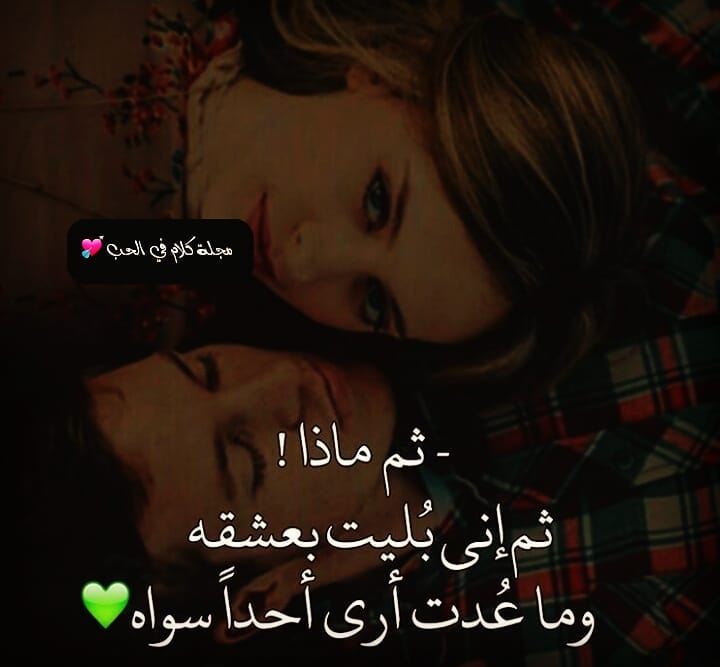 مجلة كلام في الحب 💘
- ثم ماذا !
ثم إنى بُليت بعشقه
وما عُدت أرى أحداً سواه 💚